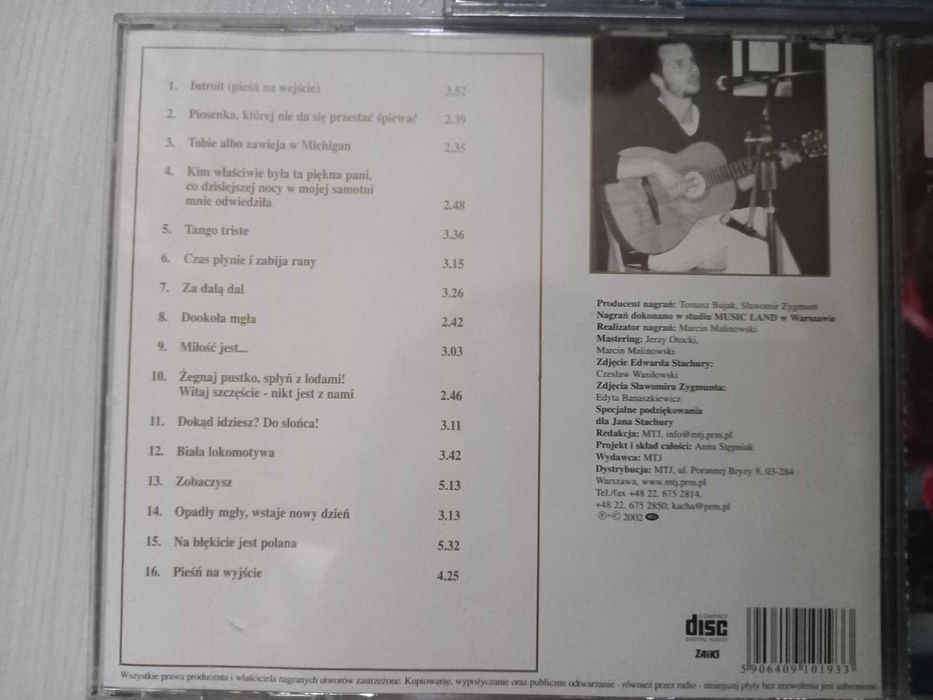 1. Introit (pieśń na wejście) 3.52
2. Piosenka, której nie da się przestać śpiewać 2.39
3. Tobie albo zawieja w Michigan 2.35
4. Kim właściwie była ta piękna pani,
co dzisiejszej nocy w mojej samotni
mnie odwiedziła 2.48
5. Tango triste 3.36
6. Czas płynie i zabija rany 3.15
7. Za dalą dal 3.26
8. Dookoła mgła 2.42
9. Miłość jest... 3.03
10. Żegnaj pustko, spłyń z lodami!
Witaj szczęście - nikt jest z nami 2.46
11. Dokąd idziesz? Do słońca! 3.11
12. Biała lokomotywa 3.42
13. Zobaczysz 5.13
14. Opadły mgły, wstaje nowy dzień 3.13
15. Na błękicie jest polana 5.32
16. Pieśń na wyjście 4.25
Producent nagrań: Tomasz Bujak, Sławomir Zygmunt
Nagrań dokonano w studiu MUSIC LAND w Warszawie
Realizator nagrań: Marcin Malinowski
Mastering: Jerzy Otocki,
Marcin Malinowski
Zdjęcie Edwarda Stachury:
Czesław Wasiłowski
Zdjęcia Sławomira Zygmunta:
Edyta Banaszkiewicz
Specjalne podziękowania
dla Jana Stachury
Redakcja: MTJ, info@mtj.prm.pl
Projekt i skład całości: Anna Stępniak
Wydawca: MTJ
Dystrybucja: MTJ, ul. Porannej Bryzy 8, 03-284
Warszawa, www.mtj.prm.pl
Tel./fax +48 22. 675 2814,
+48 22. 675 2850; kacha@prm.pl
℗•© 2002
COMPACT
disc
DIGITAL AUDIO
ZAiKS
5 906409 101933
Wszystkie prawa producenta i właściciela nagranych utworów zastrzeżone. Kopiowanie, wypożyczanie oraz publiczne odtwarzanie - również przez radio - niniejszej płyty bez zezwolenia jest zabronione